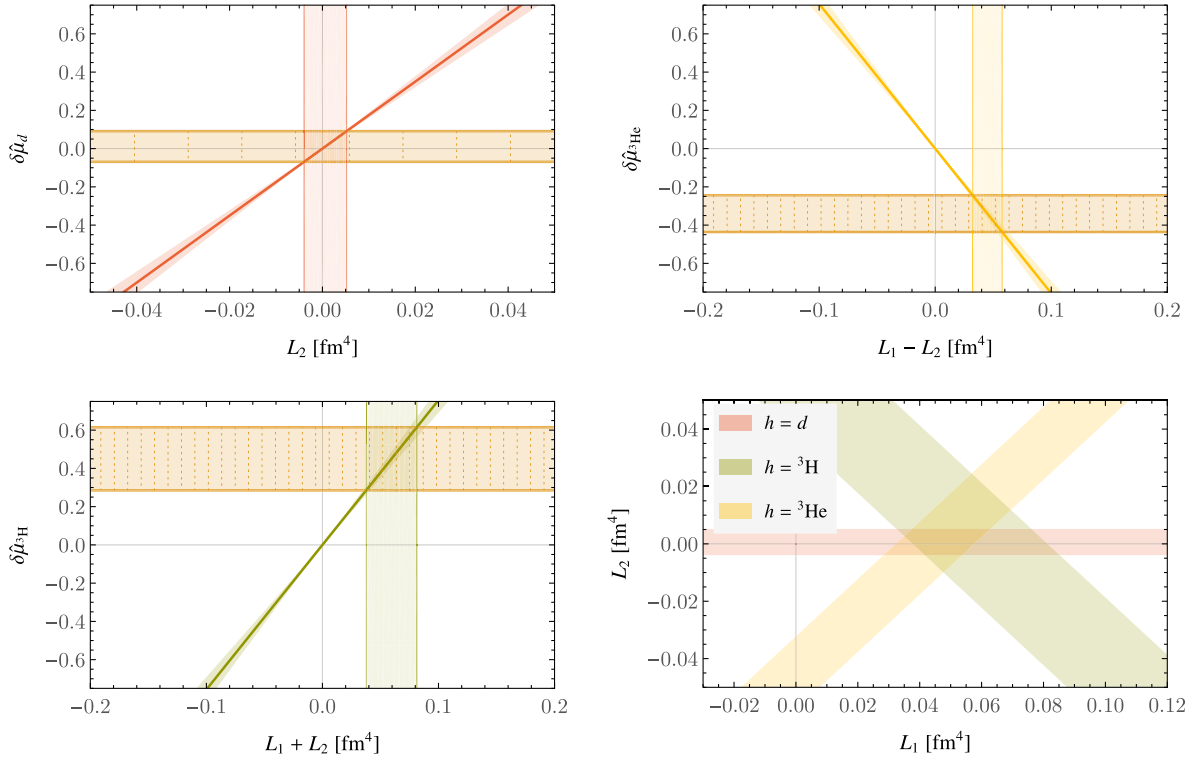 0.6
0.4
0.2
0.0
−0.2
−0.4
−0.6
δμ̂_d
−0.04 −0.02 0.00 0.02 0.04
L₂ [fm⁴]
0.6
0.4
0.2
0.0
−0.2
−0.4
−0.6
δμ̂_³He
−0.2 −0.1 0.0 0.1 0.2
L₁ − L₂ [fm⁴]
0.6
0.4
0.2
0.0
−0.2
−0.4
−0.6
δμ̂_³H
−0.2 −0.1 0.0 0.1 0.2
L₁ + L₂ [fm⁴]
0.04
0.02
0.00
−0.02
−0.04
L₂ [fm⁴]
h = d
h = ³H
h = ³He
−0.02 0.00 0.02 0.04 0.06 0.08 0.10 0.12
L₁ [fm⁴]